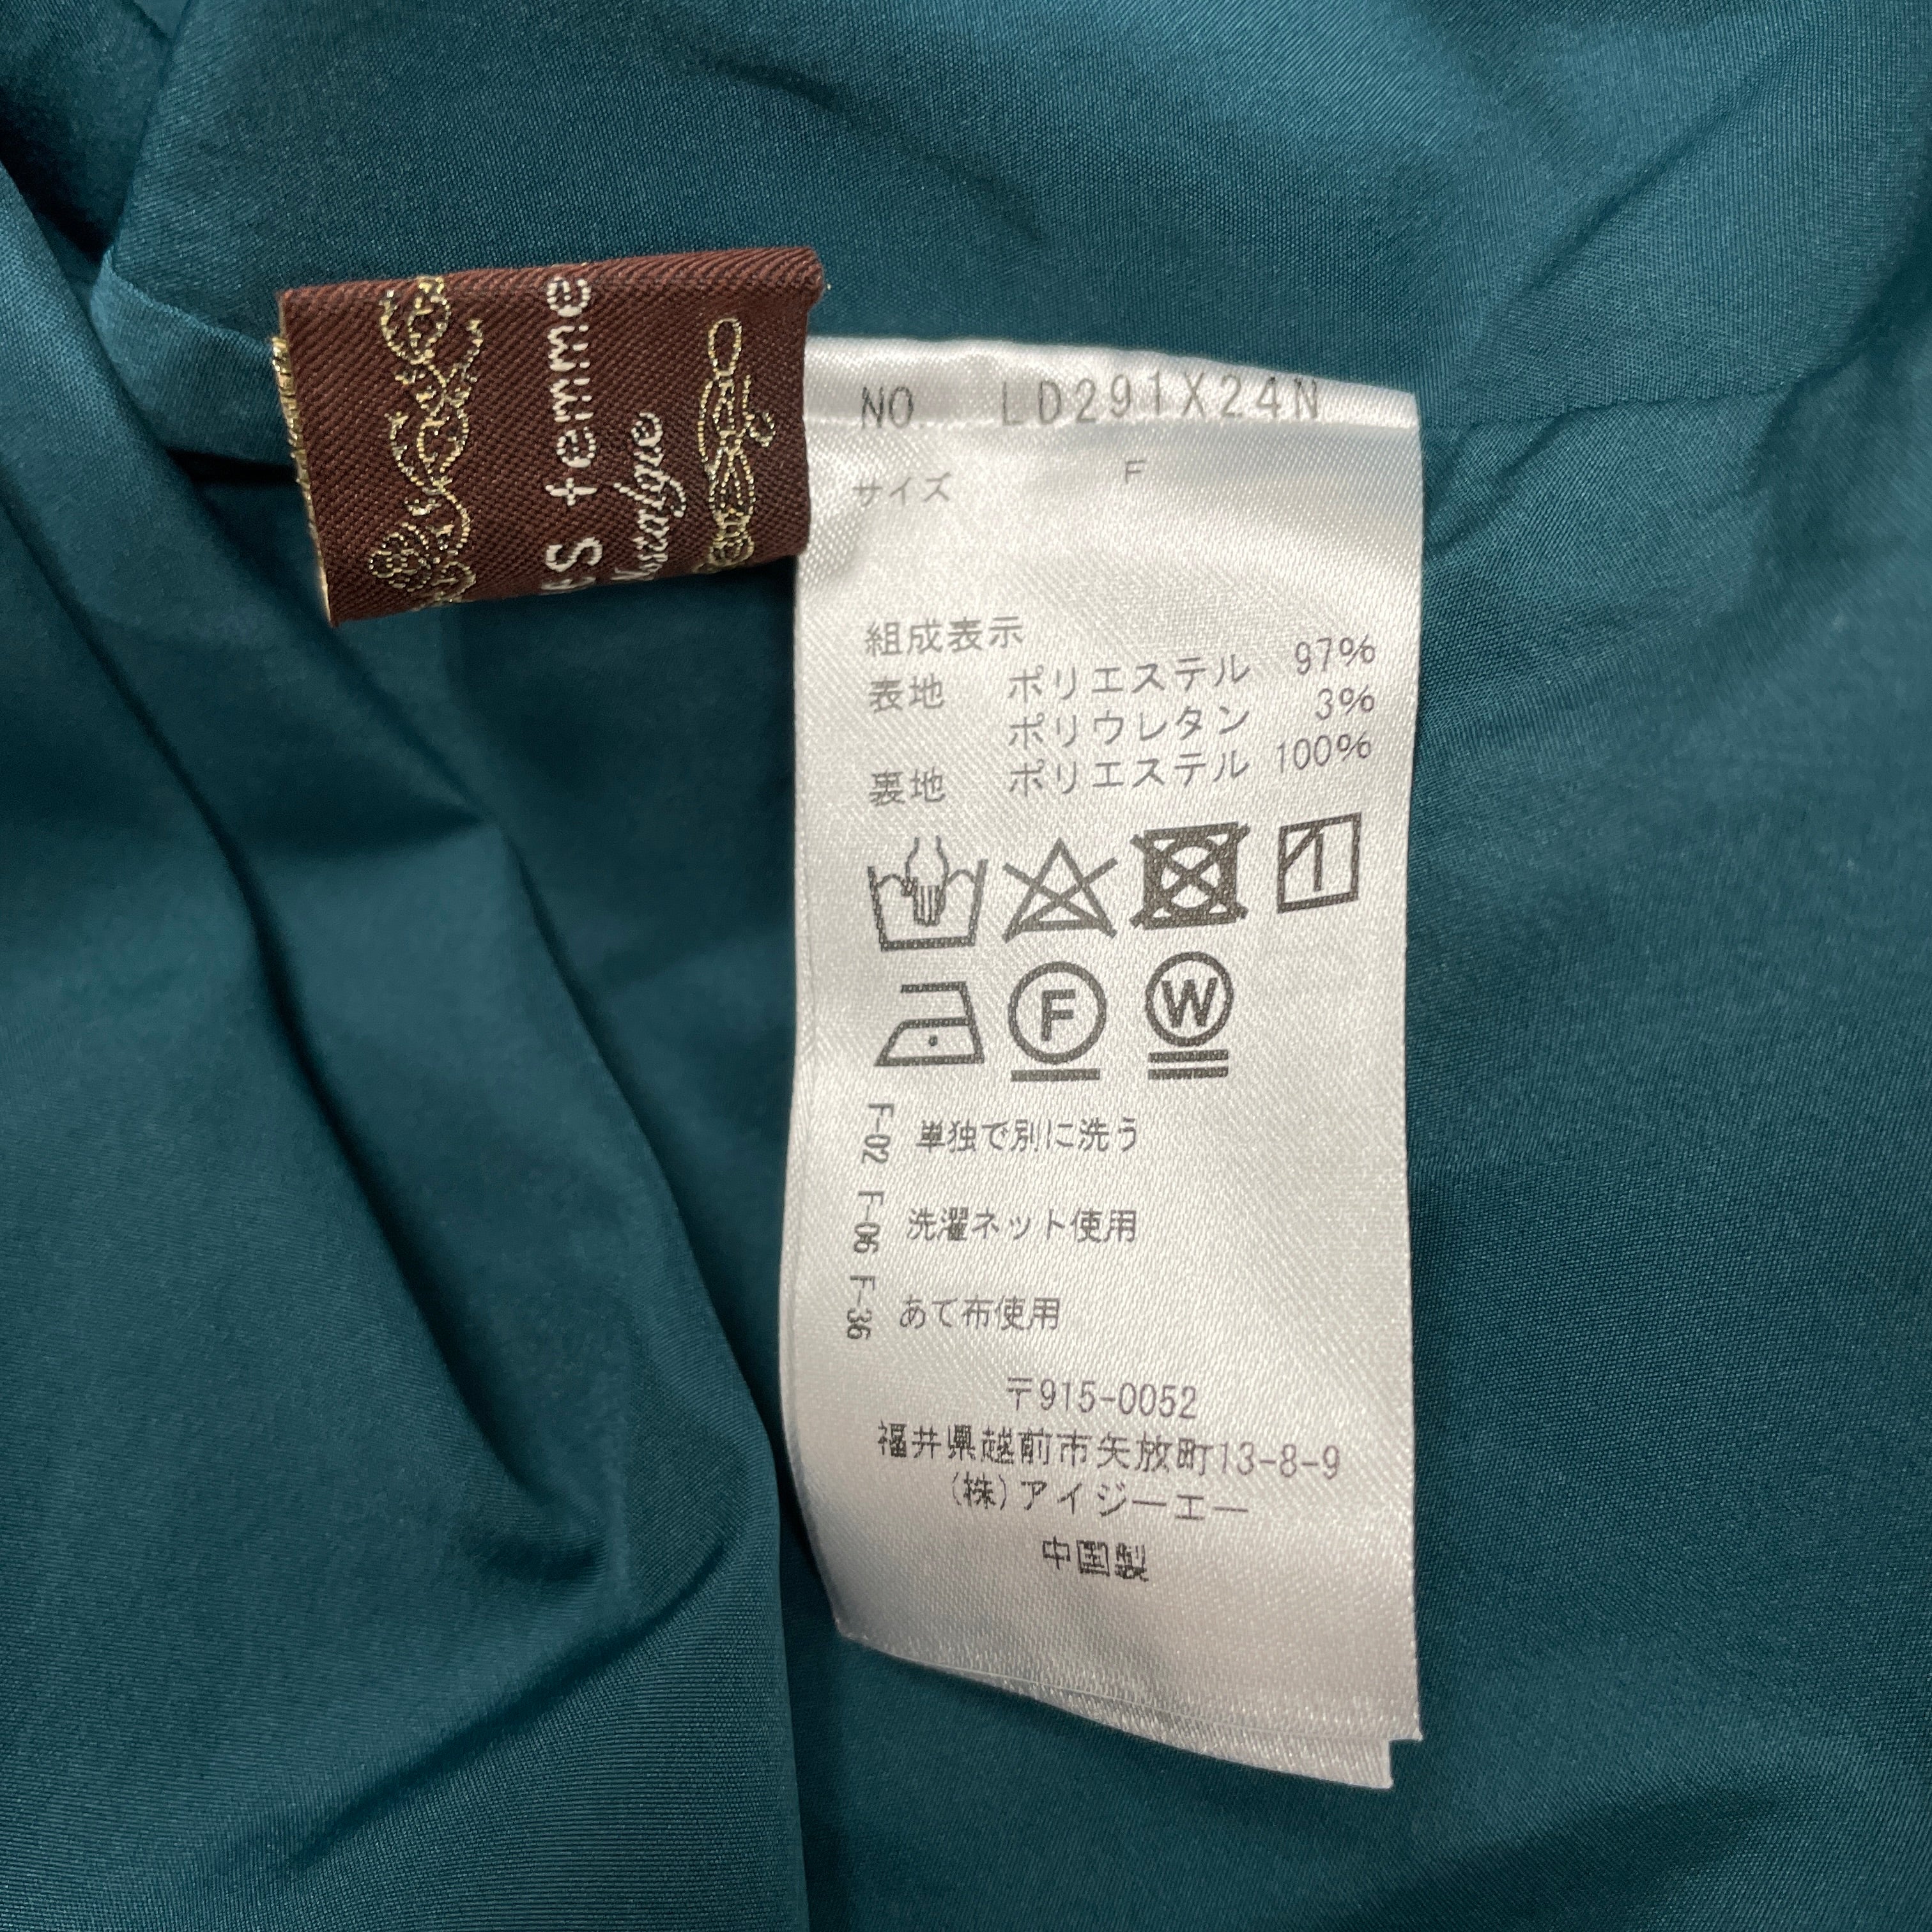 s femme
Nostalgie
NO. LD291X24N
サイズ F
組成表示
表地 ポリエステル 97%
ポリウレタン 3%
裏地 ポリエステル 100%
F
W
F-02 単独で別に洗う
F-06 洗濯ネット使用
F-36 あて布使用
〒915-0052
福井県越前市矢放町13-8-9
(株)アイジーエー
中国製